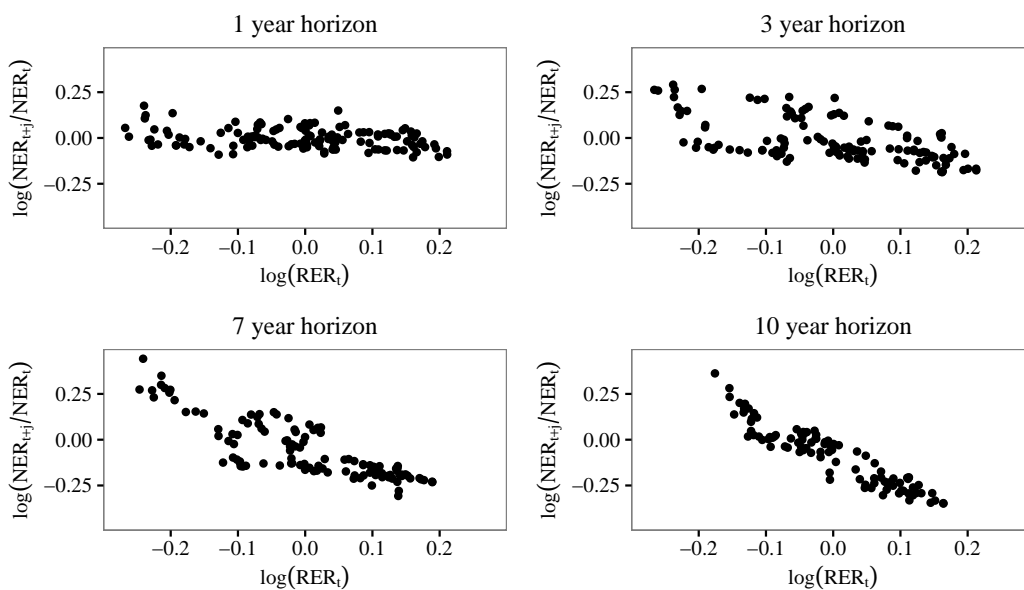 1 year horizon
log(NERt+j/NERt)
0.25
0.00
−0.25
−0.2 −0.1 0.0 0.1 0.2
log(RERt)
3 year horizon
log(NERt+j/NERt)
0.25
0.00
−0.25
−0.2 −0.1 0.0 0.1 0.2
log(RERt)
7 year horizon
log(NERt+j/NERt)
0.25
0.00
−0.25
−0.2 −0.1 0.0 0.1 0.2
log(RERt)
10 year horizon
log(NERt+j/NERt)
0.25
0.00
−0.25
−0.2 −0.1 0.0 0.1 0.2
log(RERt)